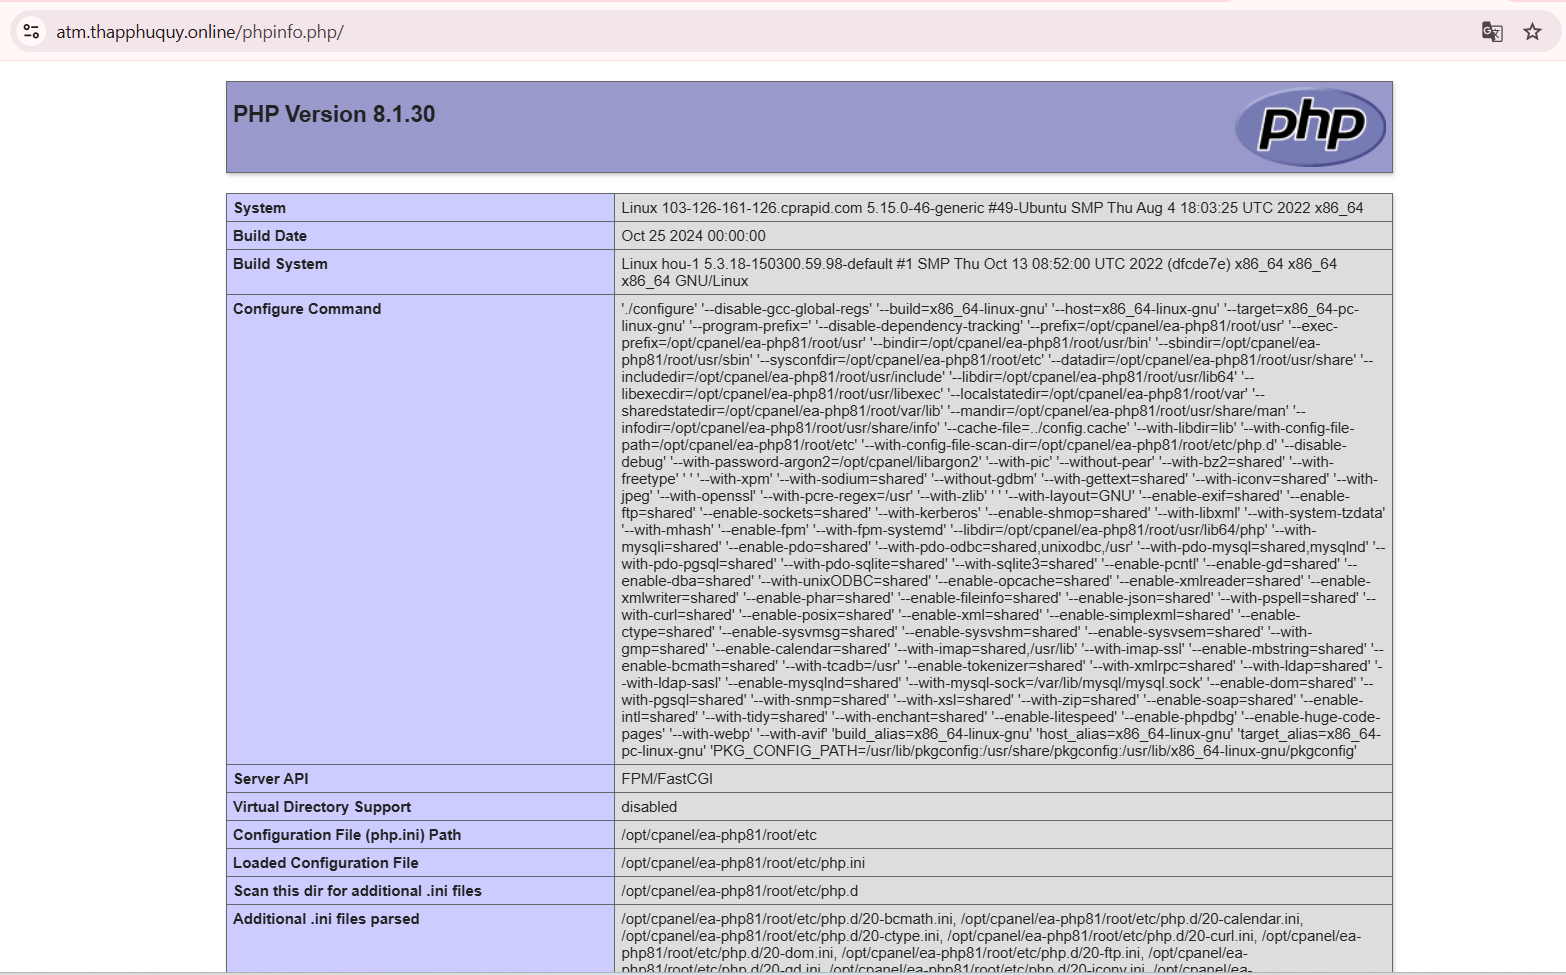 atm.thapphuquy.online/phpinfo.php/
PHP Version 8.1.30
php
System
Linux 103-126-161-126.cprapid.com 5.15.0-46-generic #49-Ubuntu SMP Thu Aug 4 18:03:25 UTC 2022 x86_64
Build Date
Oct 25 2024 00:00:00
Build System
Linux hou-1 5.3.18-150300.59.98-default #1 SMP Thu Oct 13 08:52:00 UTC 2022 (dfcde7e) x86_64 x86_64
x86_64 GNU/Linux
Configure Command
'./configure' '--disable-gcc-global-regs' '--build=x86_64-linux-gnu' '--host=x86_64-linux-gnu' '--target=x86_64-pc-
linux-gnu' '--program-prefix=' '--disable-dependency-tracking' '--prefix=/opt/cpanel/ea-php81/root/usr' '--exec-
prefix=/opt/cpanel/ea-php81/root/usr' '--bindir=/opt/cpanel/ea-php81/root/usr/bin' '--sbindir=/opt/cpanel/ea-
php81/root/usr/sbin' '--sysconfdir=/opt/cpanel/ea-php81/root/etc' '--datadir=/opt/cpanel/ea-php81/root/usr/share' '--
includedir=/opt/cpanel/ea-php81/root/usr/include' '--libdir=/opt/cpanel/ea-php81/root/usr/lib64' '--
libexecdir=/opt/cpanel/ea-php81/root/usr/libexec' '--localstatedir=/opt/cpanel/ea-php81/root/var' '--
sharedstatedir=/opt/cpanel/ea-php81/root/var/lib' '--mandir=/opt/cpanel/ea-php81/root/usr/share/man' '--
infodir=/opt/cpanel/ea-php81/root/usr/share/info' '--cache-file=../config.cache' '--with-libdir=lib' '--with-config-file-
path=/opt/cpanel/ea-php81/root/etc' '--with-config-file-scan-dir=/opt/cpanel/ea-php81/root/etc/php.d' '--disable-
debug' '--with-password-argon2=/opt/cpanel/libargon2' '--with-pic' '--without-pear' '--with-bz2=shared' '--with-
freetype' ' ' '--with-xpm' '--with-sodium=shared' '--without-gdbm' '--with-gettext=shared' '--with-iconv=shared' '--with-
jpeg' '--with-openssl' '--with-pcre-regex=/usr' '--with-zlib' ' ' '--with-layout=GNU' '--enable-exif=shared' '--enable-
ftp=shared' '--enable-sockets=shared' '--with-kerberos' '--enable-shmop=shared' '--with-libxml' '--with-system-tzdata'
'--with-mhash' '--enable-fpm' '--with-fpm-systemd' '--libdir=/opt/cpanel/ea-php81/root/usr/lib64/php' '--with-
mysqli=shared' '--enable-pdo=shared' '--with-pdo-odbc=shared,unixodbc,/usr' '--with-pdo-mysql=shared,mysqlnd' '--
with-pdo-pgsql=shared' '--with-pdo-sqlite=shared' '--with-sqlite3=shared' '--enable-pcntl' '--enable-gd=shared' '--
enable-dba=shared' '--with-unixODBC=shared' '--enable-opcache=shared' '--enable-xmlreader=shared' '--enable-
xmlwriter=shared' '--enable-phar=shared' '--enable-fileinfo=shared' '--enable-json=shared' '--with-pspell=shared' '--
with-curl=shared' '--enable-posix=shared' '--enable-xml=shared' '--enable-simplexml=shared' '--enable-
ctype=shared' '--enable-sysvmsg=shared' '--enable-sysvshm=shared' '--enable-sysvsem=shared' '--with-
gmp=shared' '--enable-calendar=shared' '--with-imap=shared,/usr/lib' '--with-imap-ssl' '--enable-mbstring=shared' '--
enable-bcmath=shared' '--with-tcadb=/usr' '--enable-tokenizer=shared' '--with-xmlrpc=shared' '--with-ldap=shared' '-
-with-ldap-sasl' '--enable-mysqlnd=shared' '--with-mysql-sock=/var/lib/mysql/mysql.sock' '--enable-dom=shared' '--
with-pgsql=shared' '--with-snmp=shared' '--with-xsl=shared' '--with-zip=shared' '--enable-soap=shared' '--enable-
intl=shared' '--with-tidy=shared' '--with-enchant=shared' '--enable-litespeed' '--enable-phpdbg' '--enable-huge-code-
pages' '--with-webp' '--with-avif' 'build_alias=x86_64-linux-gnu' 'host_alias=x86_64-linux-gnu' 'target_alias=x86_64-
pc-linux-gnu' 'PKG_CONFIG_PATH=/usr/lib/pkgconfig:/usr/share/pkgconfig:/usr/lib/x86_64-linux-gnu/pkgconfig'
Server API
FPM/FastCGI
Virtual Directory Support
disabled
Configuration File (php.ini) Path
/opt/cpanel/ea-php81/root/etc
Loaded Configuration File
/opt/cpanel/ea-php81/root/etc/php.ini
Scan this dir for additional .ini files
/opt/cpanel/ea-php81/root/etc/php.d
Additional .ini files parsed
/opt/cpanel/ea-php81/root/etc/php.d/20-bcmath.ini, /opt/cpanel/ea-php81/root/etc/php.d/20-calendar.ini,
/opt/cpanel/ea-php81/root/etc/php.d/20-ctype.ini, /opt/cpanel/ea-php81/root/etc/php.d/20-curl.ini, /opt/cpanel/ea-
php81/root/etc/php.d/20-dom.ini, /opt/cpanel/ea-php81/root/etc/php.d/20-ftp.ini, /opt/cpanel/ea-
php81/root/etc/php.d/20-gd.ini, /opt/cpanel/ea-php81/root/etc/php.d/20-iconv.ini, /opt/cpanel/ea-